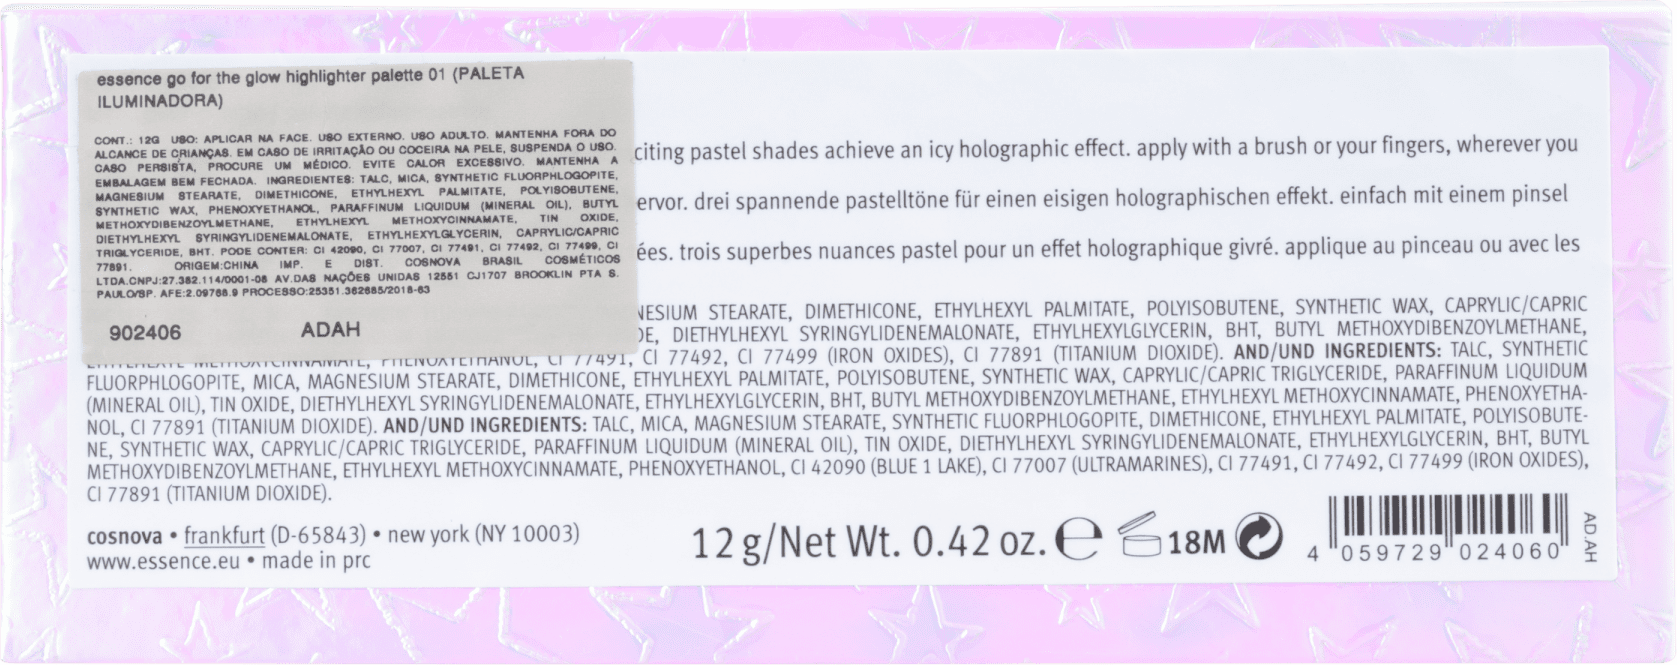 essence go for the glow highlighter palette 01 (PALETA
ILUMINADORA)
CONT.: 12G USO: APLICAR NA FACE. USO EXTERNO. USO ADULTO. MANTENHA FORA DO
ALCANCE DE CRIANÇAS. EM CASO DE IRRITAÇÃO OU COCEIRA NA PELE, SUSPENDA O USO.
CASO PERSISTA, PROCURE UM MÉDICO. EVITE CALOR EXCESSIVO. MANTENHA A
EMBALAGEM BEM FECHADA. INGREDIENTES: TALC, MICA, SYNTHETIC FLUORPHLOGOPITE,
MAGNESIUM STEARATE, DIMETHICONE, ETHYLHEXYL PALMITATE, POLYISOBUTENE,
SYNTHETIC WAX, PHENOXYETHANOL, PARAFFINUM LIQUIDUM (MINERAL OIL), BUTYL
METHOXYDIBENZOYLMETHANE, ETHYLHEXYL METHOXYCINNAMATE, TIN OXIDE,
DIETHYLHEXYL SYRINGYLIDENEMALONATE, ETHYLHEXYLGLYCERIN, CAPRYLIC/CAPRIC
TRIGLYCERIDE, BHT. PODE CONTER: CI 42090, CI 77007, CI 77491, CI 77492, CI 77499, CI
77891. ORIGEM:CHINA IMP. E DIST. COSNOVA BRASIL COSMÉTICOS
LTDA.CNPJ:27.382.114/0001-08 AV.DAS NAÇÕES UNIDAS 12551 CJ1707 BROOKLIN PTA S.
PAULO/SP. AFE:2.09788.9 PROCESSO:25351.382685/2018-63
902406 ADAH
citing pastel shades achieve an icy holographic effect. apply with a brush or your fingers, wherever you
ervor. drei spannende pastelltöne für einen eisigen holographischen effekt. einfach mit einem pinsel
ées. trois superbes nuances pastel pour un effet holographique givré. applique au pinceau ou avec les
NESIUM STEARATE, DIMETHICONE, ETHYLHEXYL PALMITATE, POLYISOBUTENE, SYNTHETIC WAX, CAPRYLIC/CAPRIC
DE, DIETHYLHEXYL SYRINGYLIDENEMALONATE, ETHYLHEXYLGLYCERIN, BHT, BUTYL METHOXYDIBENZOYLMETHANE,
ETHYLHEXYL METHOXYCINNAMATE, PHENOXYETHANOL, CI 77491, CI 77492, CI 77499 (IRON OXIDES), CI 77891 (TITANIUM DIOXIDE). AND/UND INGREDIENTS: TALC, SYNTHETIC
FLUORPHLOGOPITE, MICA, MAGNESIUM STEARATE, DIMETHICONE, ETHYLHEXYL PALMITATE, POLYISOBUTENE, SYNTHETIC WAX, CAPRYLIC/CAPRIC TRIGLYCERIDE, PARAFFINUM LIQUIDUM
(MINERAL OIL), TIN OXIDE, DIETHYLHEXYL SYRINGYLIDENEMALONATE, ETHYLHEXYLGLYCERIN, BHT, BUTYL METHOXYDIBENZOYLMETHANE, ETHYLHEXYL METHOXYCINNAMATE, PHENOXYETHA-
NOL, CI 77891 (TITANIUM DIOXIDE). AND/UND INGREDIENTS: TALC, MICA, MAGNESIUM STEARATE, SYNTHETIC FLUORPHLOGOPITE, DIMETHICONE, ETHYLHEXYL PALMITATE, POLYISOBUTE-
NE, SYNTHETIC WAX, CAPRYLIC/CAPRIC TRIGLYCERIDE, PARAFFINUM LIQUIDUM (MINERAL OIL), TIN OXIDE, DIETHYLHEXYL SYRINGYLIDENEMALONATE, ETHYLHEXYLGLYCERIN, BHT, BUTYL
METHOXYDIBENZOYLMETHANE, ETHYLHEXYL METHOXYCINNAMATE, PHENOXYETHANOL, CI 42090 (BLUE 1 LAKE), CI 77007 (ULTRAMARINES), CI 77491, CI 77492, CI 77499 (IRON OXIDES),
CI 77891 (TITANIUM DIOXIDE).
cosnova • frankfurt (D-65843) • new york (NY 10003)
www.essence.eu • made in prc
12 g/Net Wt. 0.42 oz. ℮ 18M
4 059729 024060
AD.AH